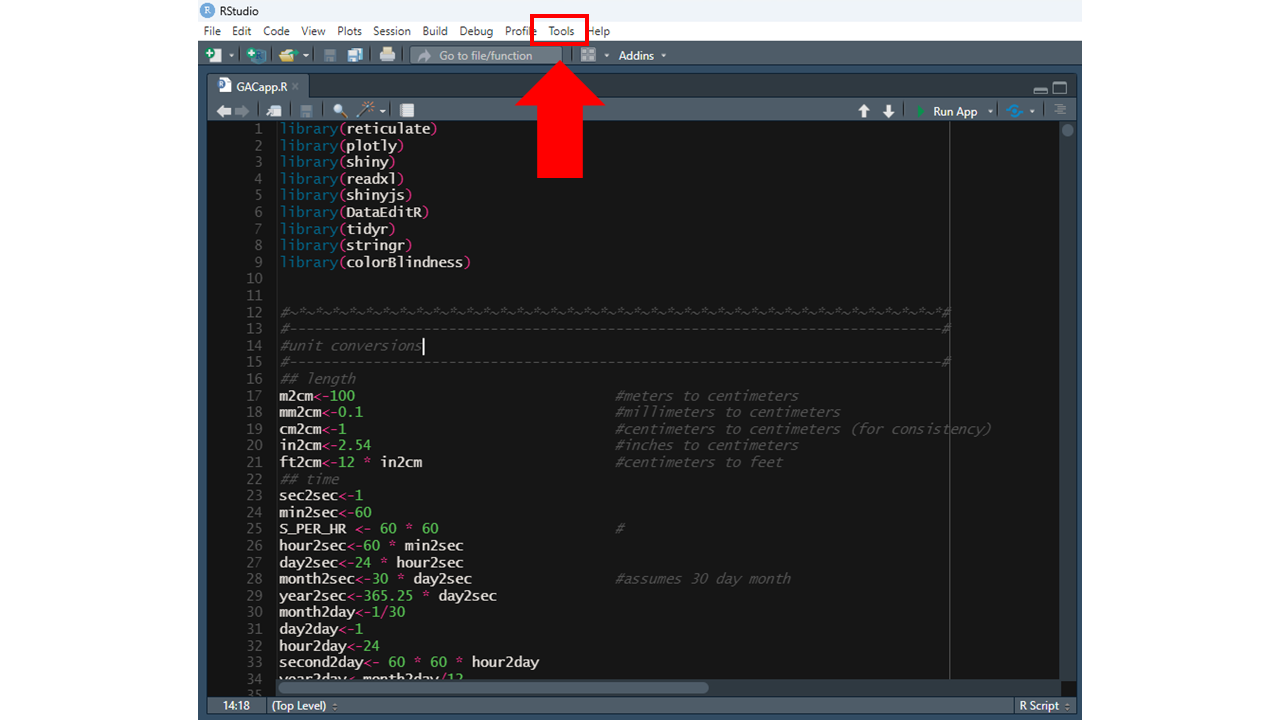 RStudio
File Edit Code View Plots Session Build Debug Profile Tools Help
Go to file/function Addins
GACapp.R
Run App
1 library(reticulate)
2 library(plotly)
3 library(shiny)
4 library(readxl)
5 library(shinyjs)
6 library(DataEditR)
7 library(tidyr)
8 library(stringr)
9 library(colorBlindness)
10
11
12 #~*~*~*~*~*~*~*~*~*~*~*~*~*~*~*~*~*~*~*~*~*~*~*~*~*~*~*~*~*~*~*~*~*~*~*~*~*~*~*#
13 #------------------------------------------------------------------------------#
14 #unit conversions
15 #------------------------------------------------------------------------------#
16 ## length
17 m2cm<-100 #meters to centimeters
18 mm2cm<-0.1 #millimeters to centimeters
19 cm2cm<-1 #centimeters to centimeters (for consistency)
20 in2cm<-2.54 #inches to centimeters
21 ft2cm<-12 * in2cm #centimeters to feet
22 ## time
23 sec2sec<-1
24 min2sec<-60
25 S_PER_HR <- 60 * 60 #
26 hour2sec<-60 * min2sec
27 day2sec<-24 * hour2sec
28 month2sec<-30 * day2sec #assumes 30 day month
29 year2sec<-365.25 * day2sec
30 month2day<-1/30
31 day2day<-1
32 hour2day<-24
33 second2day<- 60 * 60 * hour2day
34 year2day<-month2day/12
35
14:18 (Top Level) R Script